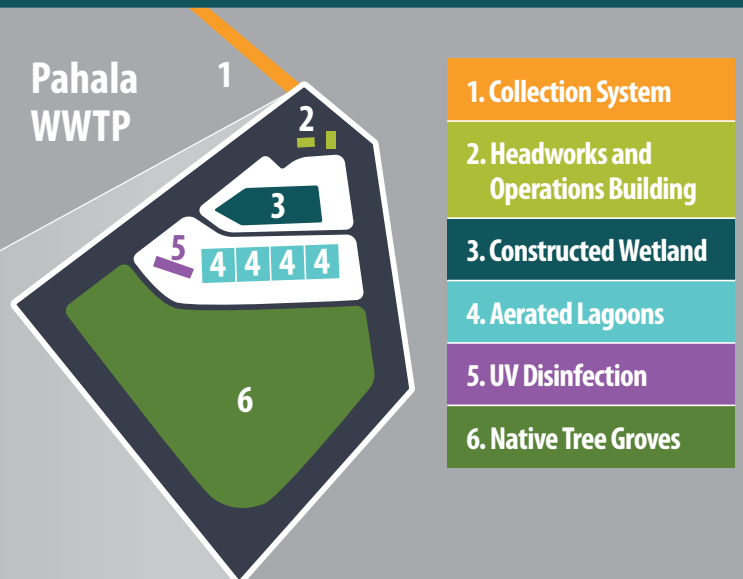 Pahala
WWTP
1
2
3
5
4 4 4 4
6
1. Collection System
2. Headworks and
Operations Building
3. Constructed Wetland
4. Aerated Lagoons
5. UV Disinfection
6. Native Tree Groves